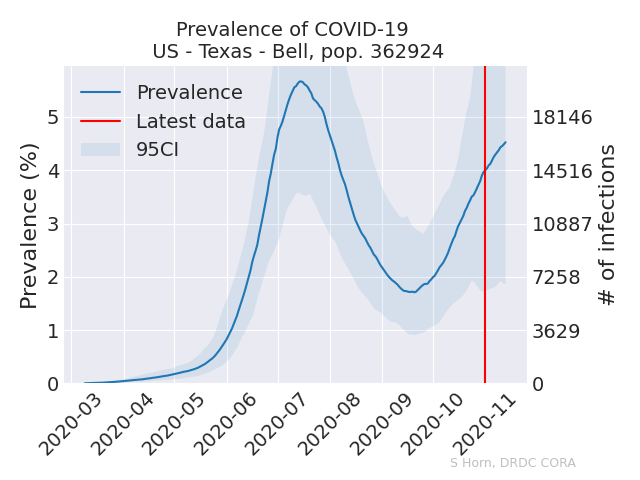 Prevalence of COVID-19
US - Texas - Bell, pop. 362924
Prevalence
Latest data
95CI
Prevalence (%)
5
4
3
2
1
0
18146
14516
10887
7258
3629
0
# of infections
2020-03
2020-04
2020-05
2020-06
2020-07
2020-08
2020-09
2020-10
2020-11
S Horn, DRDC CORA